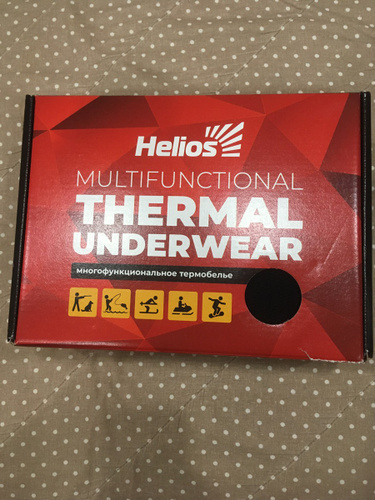 Helios
MULTIFUNCTIONAL
THERMAL
UNDERWEAR
многофункциональное термобелье